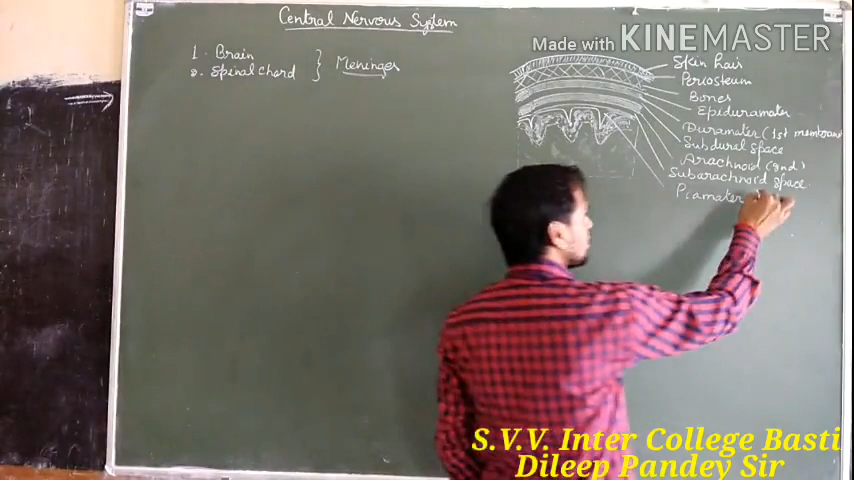 Central Nervous System
1. Brain
2. Spinal Chord
Meninges
Made with KINEMASTER
Skin hair
Periosteum
Bones
Epiduramater
Duramater (1st membrane
Subdural space
Arachnoid (2nd)
Subarachnoid space
Piamater
S.V.V. Inter College Basti
Dileep Pandey Sir